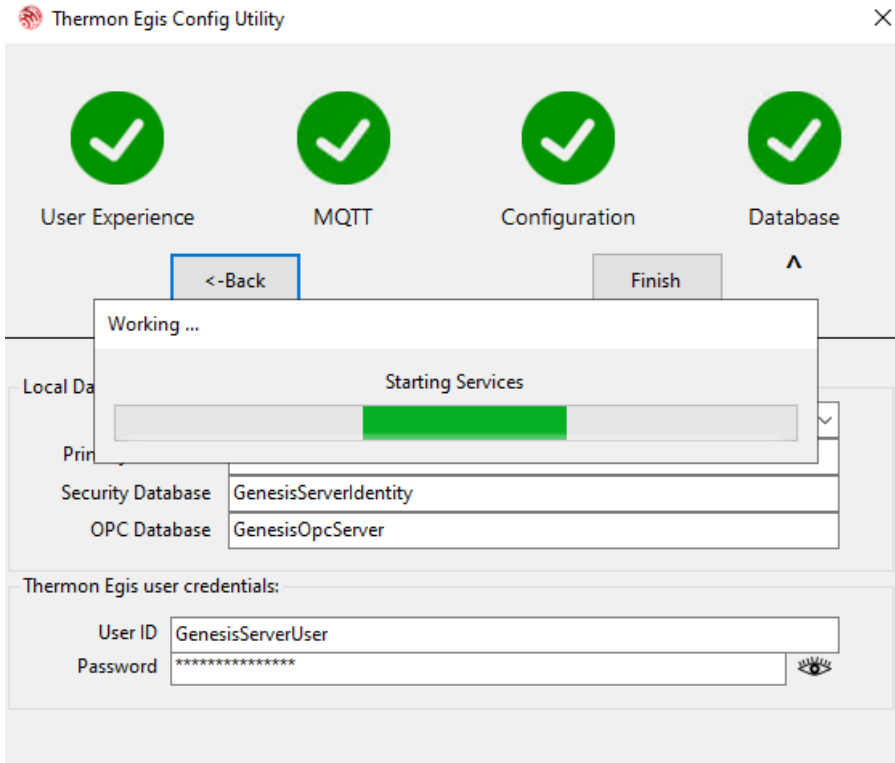 Thermon Egis Config Utility
User Experience
MQTT
Configuration
Database
^
<-Back
Finish
Working ...
Starting Services
Local Da
Security Database GenesisServerIdentity
OPC Database GenesisOpcServer
Thermon Egis user credentials:
User ID GenesisServerUser
Password ***************